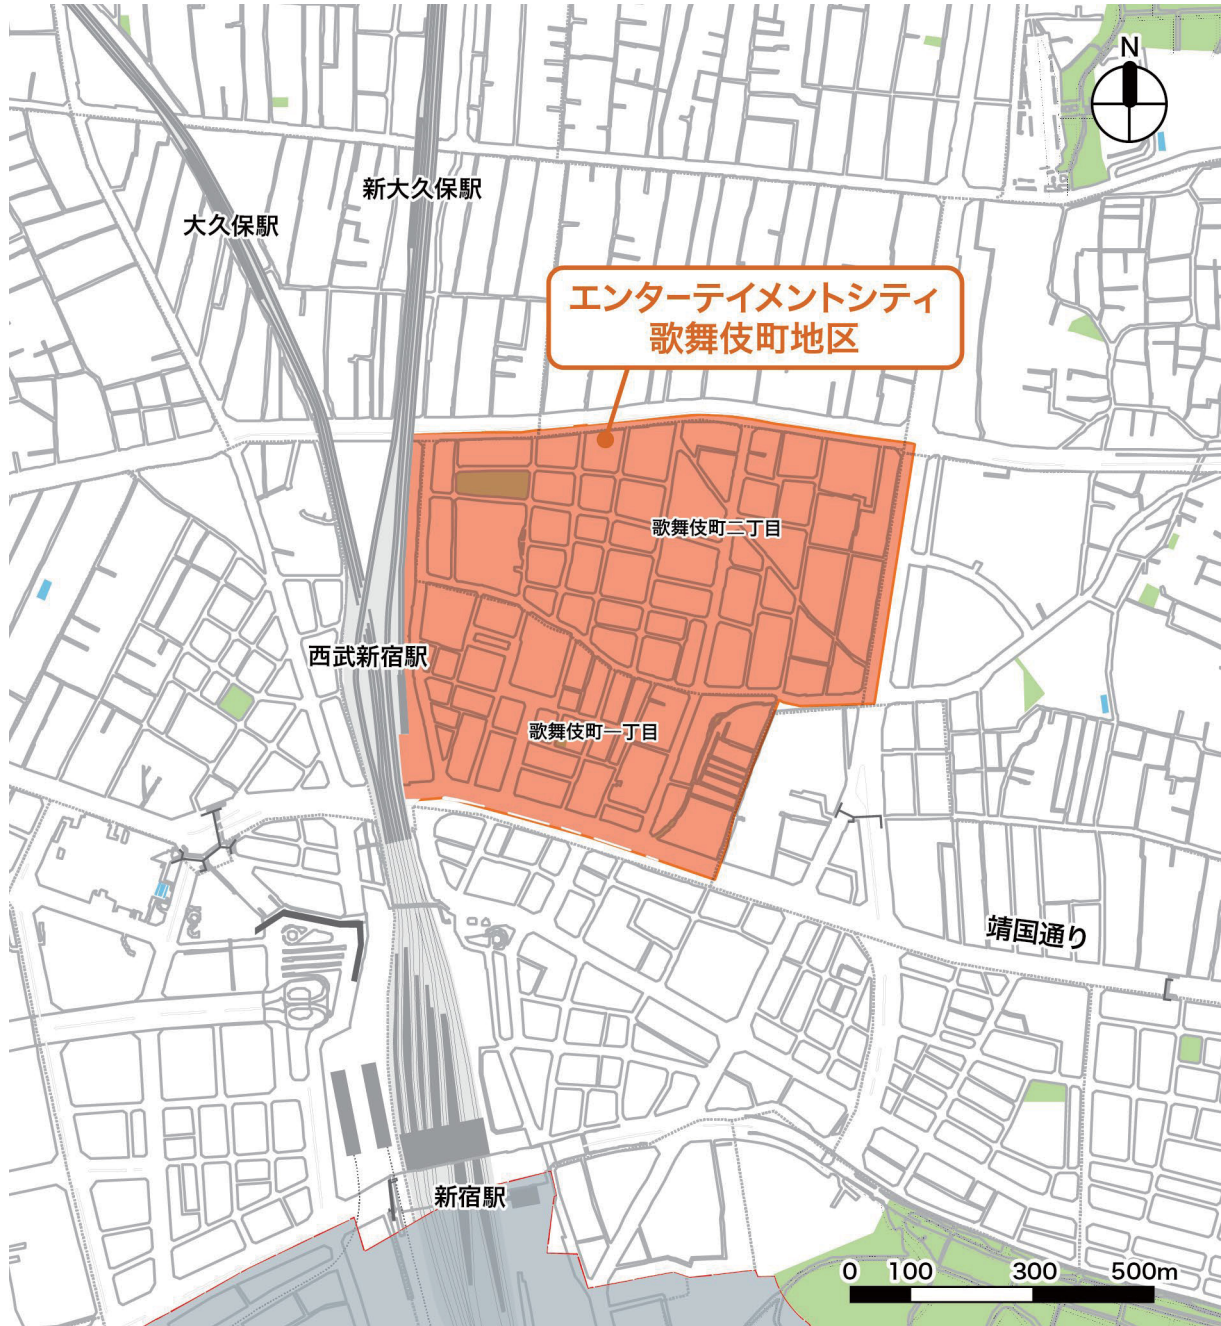 N
新大久保駅
大久保駅
エンターテイメントシティ
歌舞伎町地区
歌舞伎町二丁目
西武新宿駅
歌舞伎町一丁目
靖国通り
新宿駅
0 100 300 500m